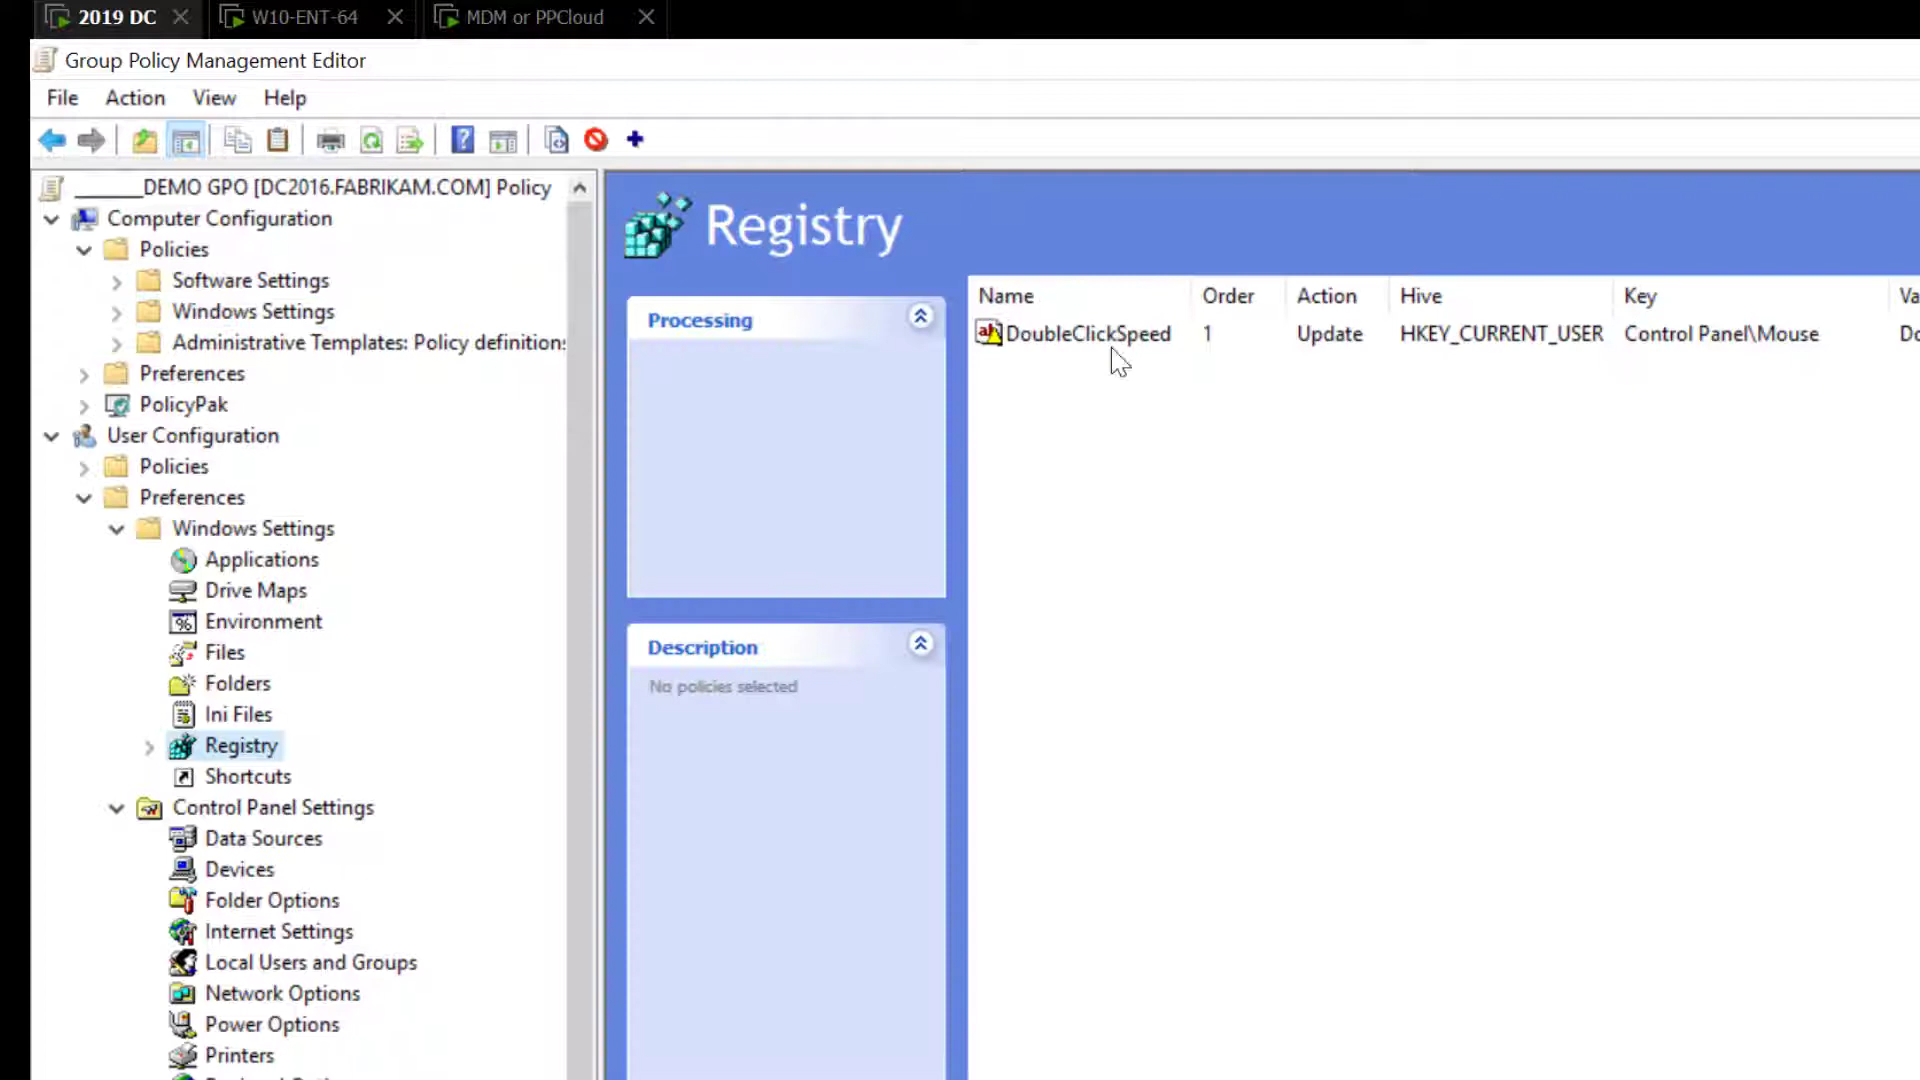 2019 DC
W10-ENT-64
MDM or PPCloud
Group Policy Management Editor
File Action View Help
______DEMO GPO [DC2016.FABRIKAM.COM] Policy
Computer Configuration
Policies
Software Settings
Windows Settings
Administrative Templates: Policy definition
Preferences
PolicyPak
User Configuration
Policies
Preferences
Windows Settings
Applications
Drive Maps
Environment
Files
Folders
Ini Files
Registry
Shortcuts
Control Panel Settings
Data Sources
Devices
Folder Options
Internet Settings
Local Users and Groups
Network Options
Power Options
Printers
Registry
Processing
Description
No policies selected
Name Order Action Hive Key Va
DoubleClickSpeed 1 Update HKEY_CURRENT_USER Control Panel\Mouse Do